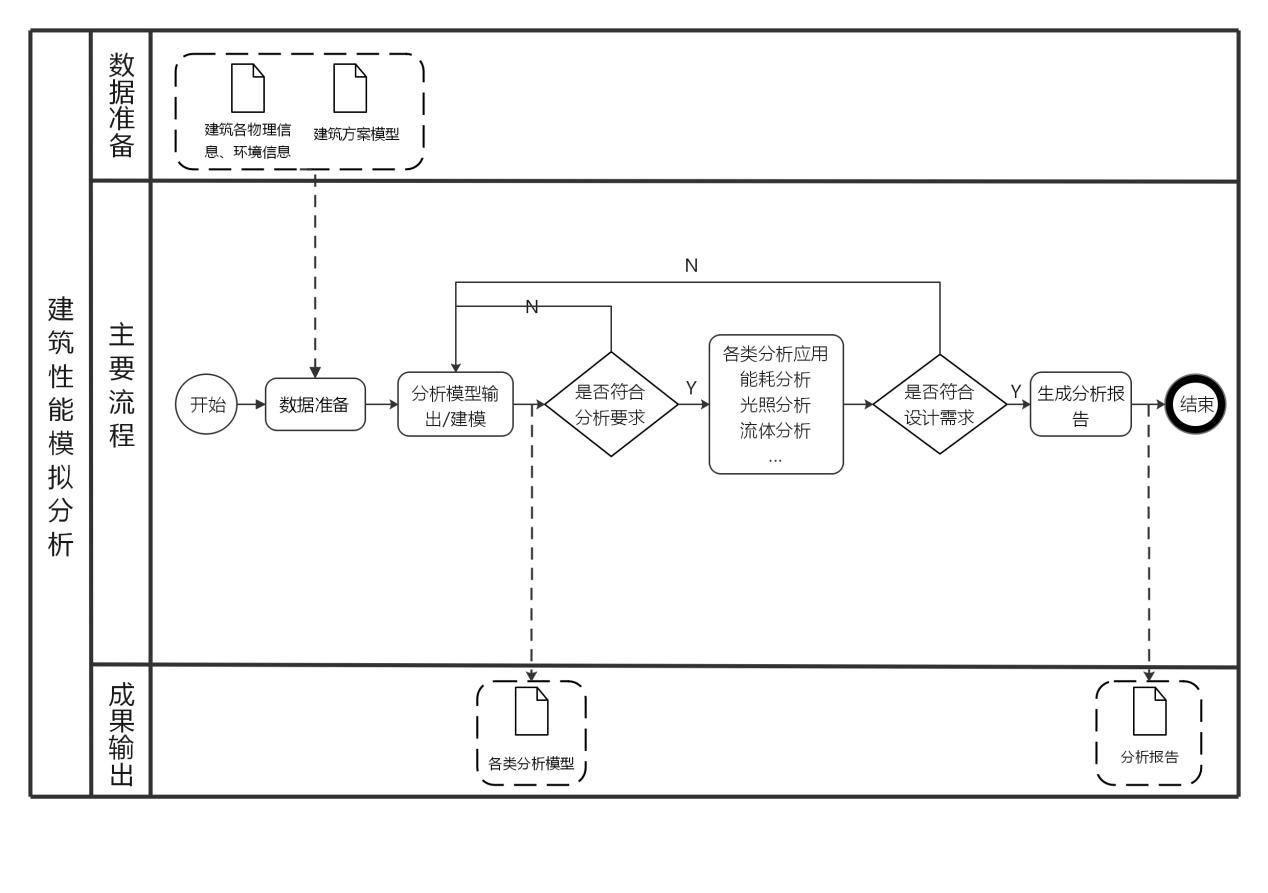 建筑性能模拟分析
数据准备
建筑各物理信
息、环境信息
建筑方案模型
主要流程
N
N
开始
数据准备
分析模型输
出/建模
是否符合
分析要求
Y
各类分析应用
能耗分析
光照分析
流体分析
...
是否符合
设计需求
Y
生成分析报
告
结束
成果输出
各类分析模型
分析报告